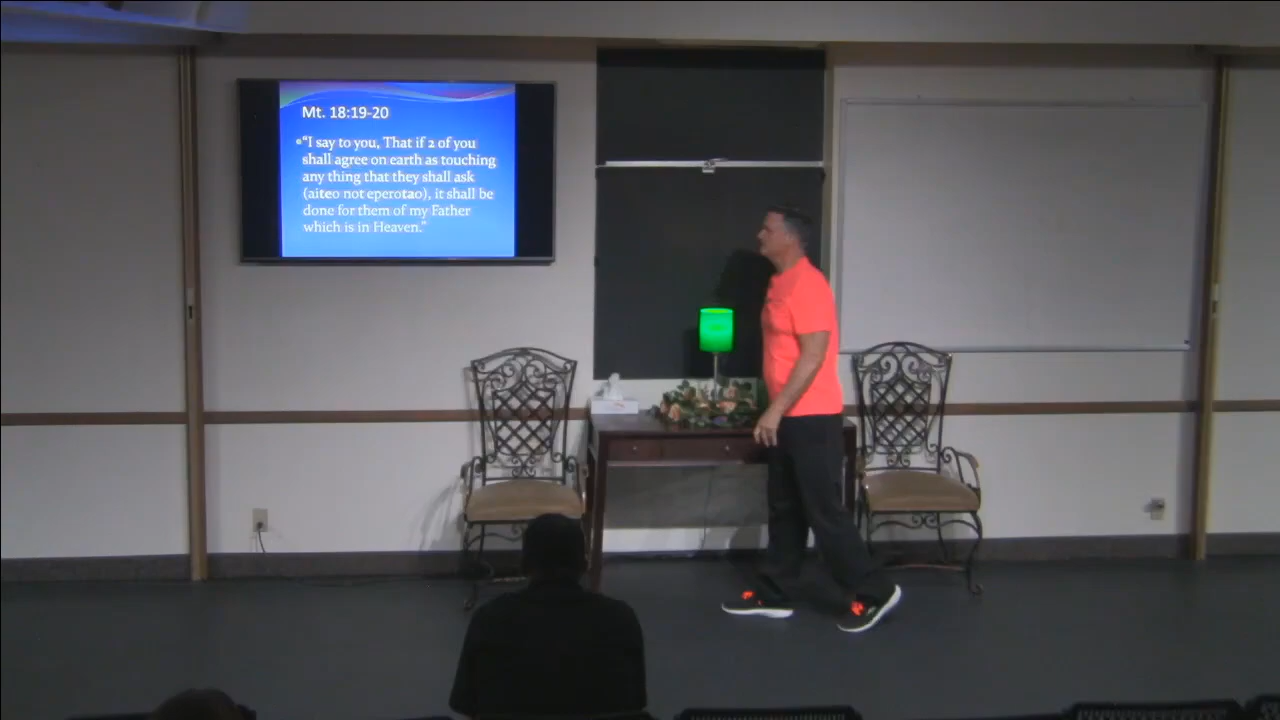 Mt. 18:19-20
"I say to you, That if 2 of you
shall agree on earth as touching
any thing that they shall ask
(aiteo not eperotao), it shall be
done for them of my Father
which is in Heaven."